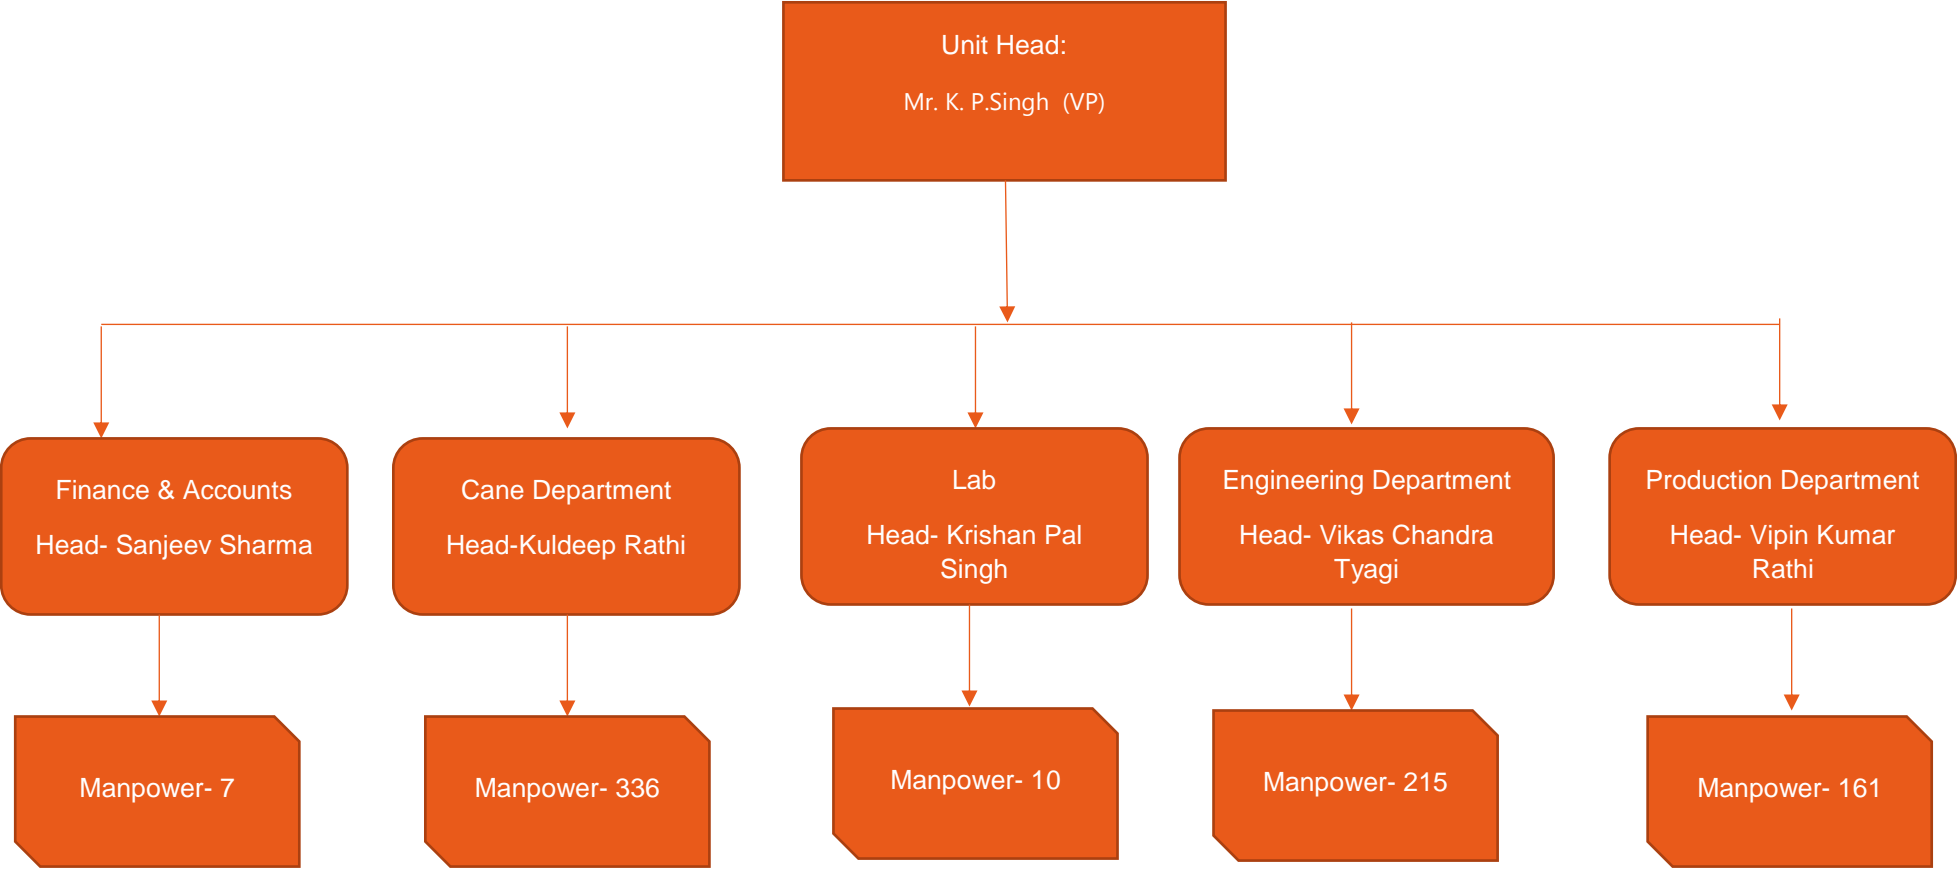 Unit Head:
Mr. K. P.Singh  (VP)
Finance & Accounts
Head- Sanjeev Sharma
Cane Department
Head-Kuldeep Rathi
Lab
Head- Krishan Pal
Singh
Engineering Department
Head- Vikas Chandra
Tyagi
Production Department
Head- Vipin Kumar
Rathi
Manpower- 7
Manpower- 336
Manpower- 10
Manpower- 215
Manpower- 161